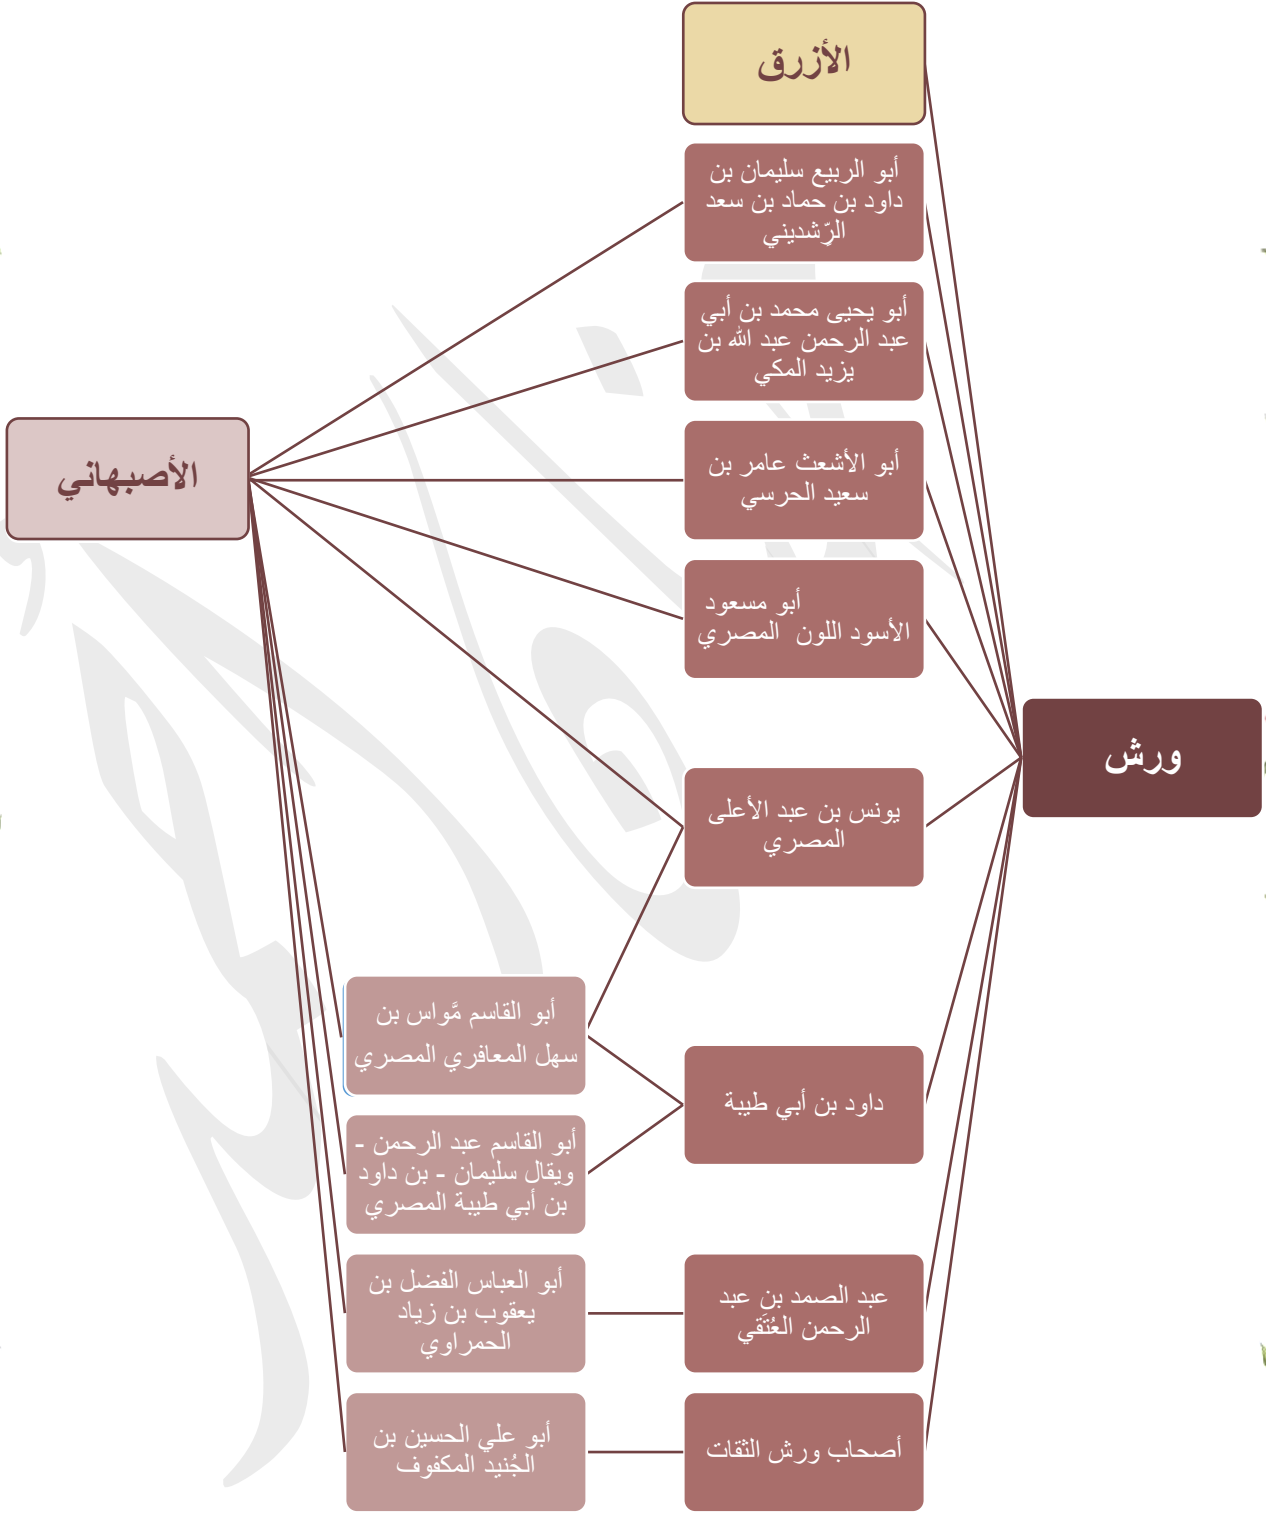 الأزرق
أبو الربيع سليمان بن
داود بن حماد بن سعد
الرِّشديني
أبو يحيى محمد بن أبي
عبد الرحمن عبد الله بن
يزيد المكي
أبو الأشعث عامر بن
سعيد الحرسي
أبو مسعود
الأسود اللون المصري
ورش
يونس بن عبد الأعلى
المصري
داود بن أبي طيبة
عبد الصمد بن عبد
الرحمن العُتَقي
أصحاب ورش الثقات
أبو القاسم مَّواس بن
سهل المعافري المصري
أبو القاسم عبد الرحمن -
ويقال سليمان - بن داود
بن أبي طيبة المصري
أبو العباس الفضل بن
يعقوب بن زياد
الحمراوي
أبو علي الحسين بن
الجُنيد المكفوف
الأصبهاني